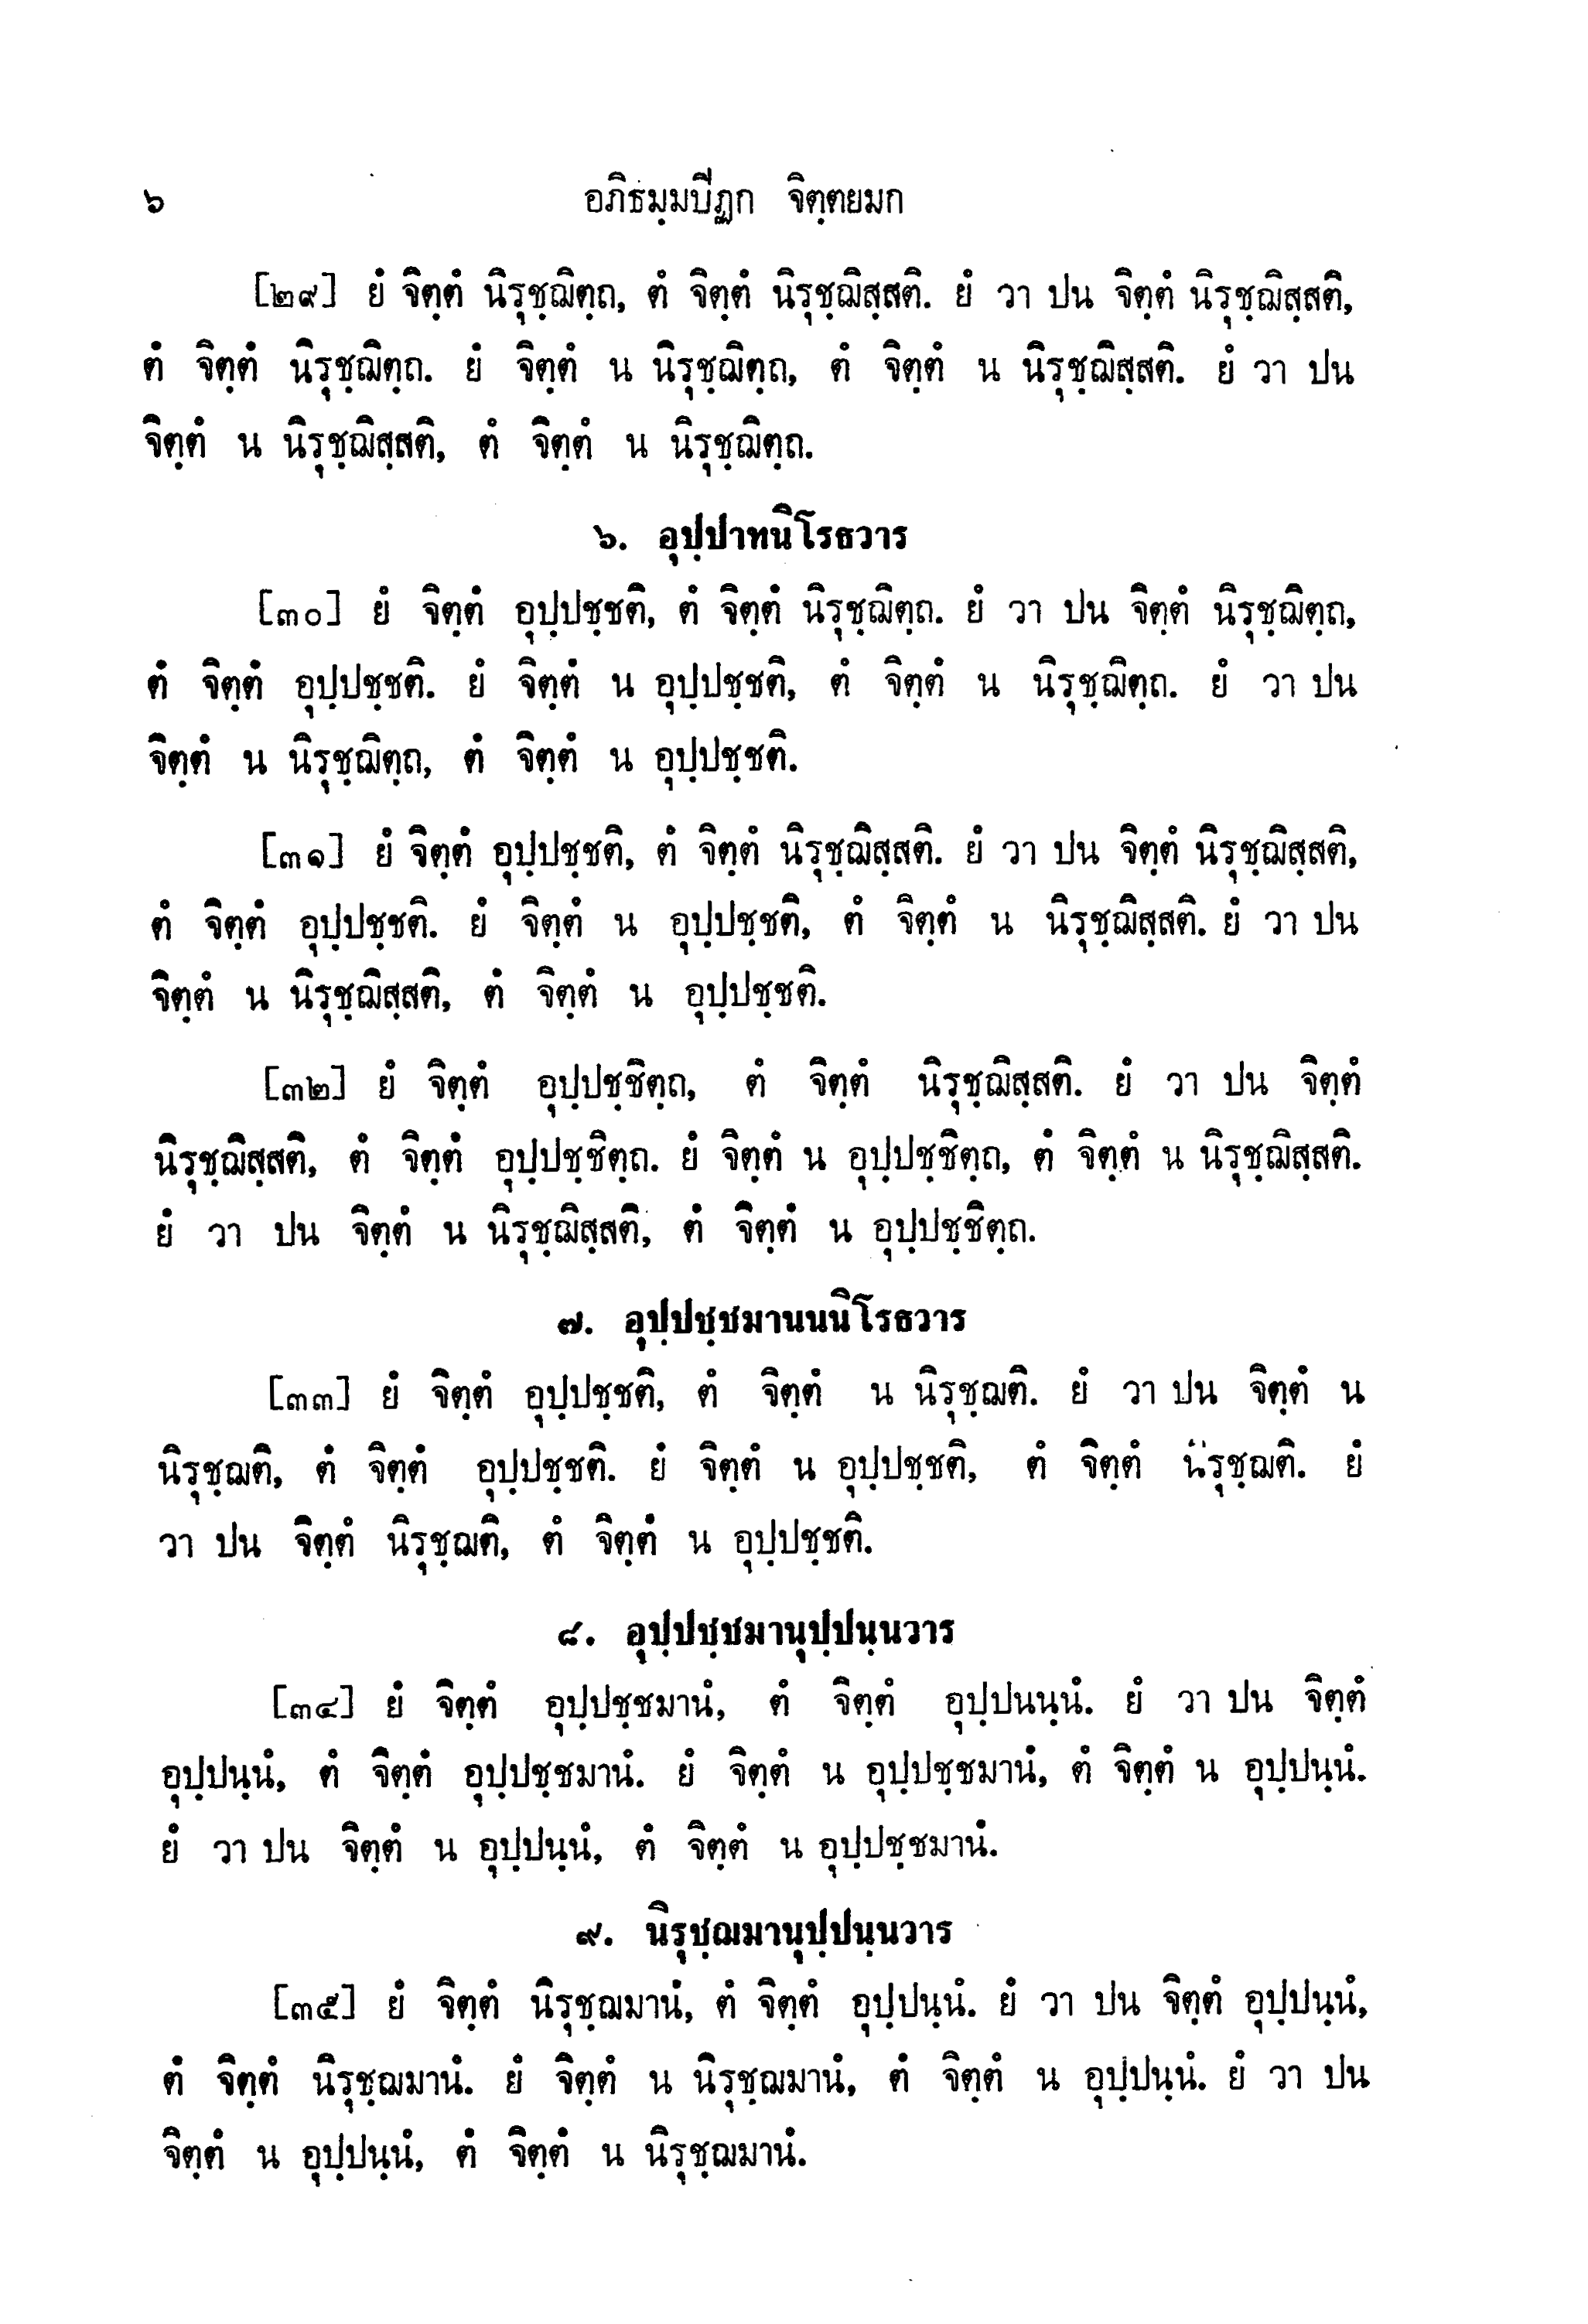 ๖ อภิธมฺมปีฏก จิตฺตยมก
[๒๙] ยํ จิตฺตํ นิรุชฺฌิตฺถ, ตํ จิตฺตํ นิรุชฺฌิสฺสติ. ยํ วา ปน จิตฺตํ นิรุชฺฌิสฺสติ,
ตํ จิตฺตํ นิรุชฺฌิตฺถ. ยํ จิตฺตํ น นิรุชฺฌิตฺถ, ตํ จิตฺตํ น นิรุชฺฌิสฺสติ. ยํ วา ปน
จิตฺตํ น นิรุชฺฌิสฺสติ, ตํ จิตฺตํ น นิรุชฺฌิตฺถ.
๖. อุปฺปาทนิโรธวาร
[๓๐] ยํ จิตฺตํ อุปฺปชฺชติ, ตํ จิตฺตํ นิรุชฺฌิตฺถ. ยํ วา ปน จิตฺตํ นิรุชฺฌิตฺถ,
ตํ จิตฺตํ อุปฺปชฺชติ. ยํ จิตฺตํ น อุปฺปชฺชติ, ตํ จิตฺตํ น นิรุชฺฌิตฺถ. ยํ วา ปน
จิตฺตํ น นิรุชฺฌิตฺถ, ตํ จิตฺตํ น อุปฺปชฺชติ.
[๓๑] ยํ จิตฺตํ อุปฺปชฺชติ, ตํ จิตฺตํ นิรุชฺฌิสฺสติ. ยํ วา ปน จิตฺตํ นิรุชฺฌิสฺสติ,
ตํ จิตฺตํ อุปฺปชฺชติ. ยํ จิตฺตํ น อุปฺปชฺชติ, ตํ จิตฺตํ น นิรุชฺฌิสฺสติ. ยํ วา ปน
จิตฺตํ น นิรุชฺฌิสฺสติ, ตํ จิตฺตํ น อุปฺปชฺชติ.
[๓๒] ยํ จิตฺตํ อุปฺปชฺชิตฺถ, ตํ จิตฺตํ นิรุชฺฌิสฺสติ. ยํ วา ปน จิตฺตํ
นิรุชฺฌิสฺสติ, ตํ จิตฺตํ อุปฺปชฺชิตฺถ. ยํ จิตฺตํ น อุปฺปชฺชิตฺถ, ตํ จิตฺตํ น นิรุชฺฌิสฺสติ.
ยํ วา ปน จิตฺตํ น นิรุชฺฌิสฺสติ, ตํ จิตฺตํ น อุปฺปชฺชิตฺถ.
๗. อุปฺปชฺชมานนนิโรธวาร
[๓๓] ยํ จิตฺตํ อุปฺปชฺชติ, ตํ จิตฺตํ น นิรุชฺฌติ. ยํ วา ปน จิตฺตํ น
นิรุชฺฌติ, ตํ จิตฺตํ อุปฺปชฺชติ. ยํ จิตฺตํ น อุปฺปชฺชติ, ตํ จิตฺตํ นิรุชฺฌติ. ยํ
วา ปน จิตฺตํ นิรุชฺฌติ, ตํ จิตฺตํ น อุปฺปชฺชติ.
๘. อุปฺปชฺชมานุปฺปนฺนวาร
[๓๔] ยํ จิตฺตํ อุปฺปชฺชมานํ, ตํ จิตฺตํ อุปฺปนนฺนํ. ยํ วา ปน จิตฺตํ
อุปฺปนฺนํ, ตํ จิตฺตํ อุปฺปชฺชมานํ. ยํ จิตฺตํ น อุปฺปชฺชมานํ, ตํ จิตฺตํ น อุปฺปนฺนํ.
ยํ วา ปน จิตฺตํ น อุปฺปนฺนํ, ตํ จิตฺตํ น อุปฺปชฺชมานํ.
๙. นิรุชฺฌมานุปฺปนฺนวาร
[๓๕] ยํ จิตฺตํ นิรุชฺฌมานํ, ตํ จิตฺตํ อุปฺปนฺนํ. ยํ วา ปน จิตฺตํ อุปฺปนฺนํ,
ตํ จิตฺตํ นิรุชฺฌมานํ. ยํ จิตฺตํ น นิรุชฺฌมานํ, ตํ จิตฺตํ น อุปฺปนฺนํ. ยํ วา ปน
จิตฺตํ น อุปฺปนฺนํ, ตํ จิตฺตํ น นิรุชฺฌมานํ.